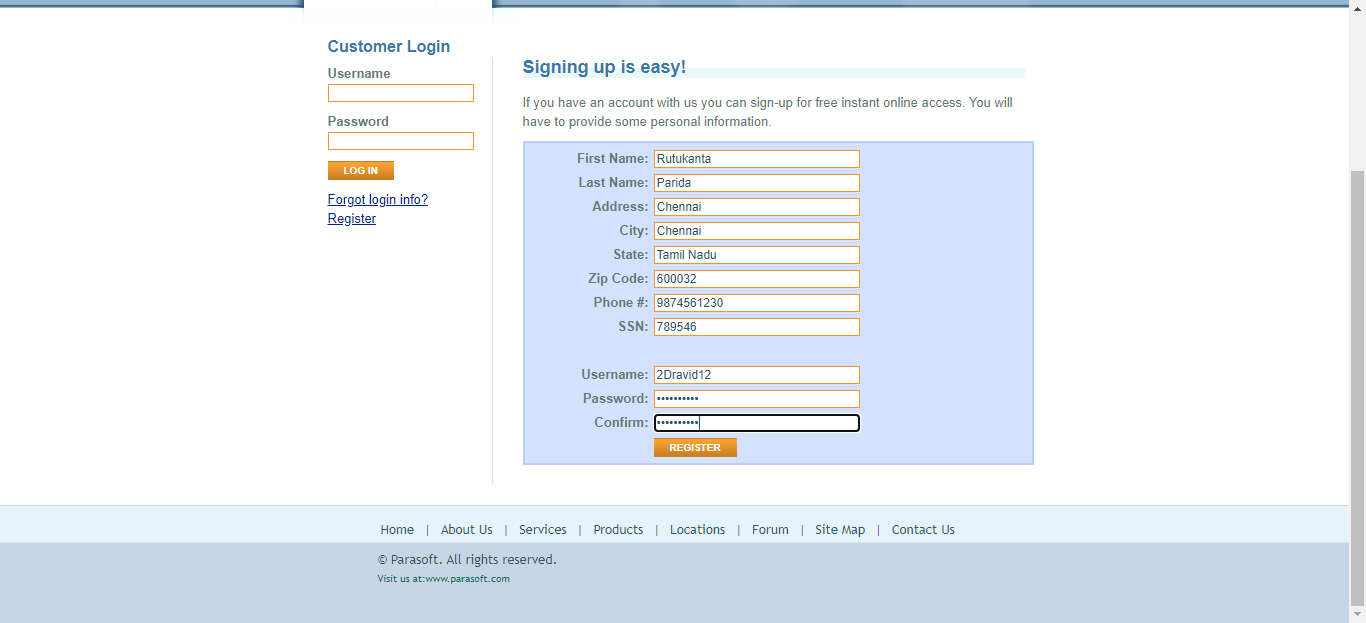 Customer Login
Username
Password
LOG IN
Forgot login info?
Register
Signing up is easy!
If you have an account with us you can sign-up for free instant online access. You will
have to provide some personal information.
First Name: Rutukanta
Last Name: Parida
Address: Chennai
City: Chennai
State: Tamil Nadu
Zip Code: 600032
Phone #: 9874561230
SSN: 789546
Username: 2Dravid12
Password: ••••••••••
Confirm: ••••••••••
REGISTER
Home | About Us | Services | Products | Locations | Forum | Site Map | Contact Us
© Parasoft. All rights reserved.
Visit us at:www.parasoft.com